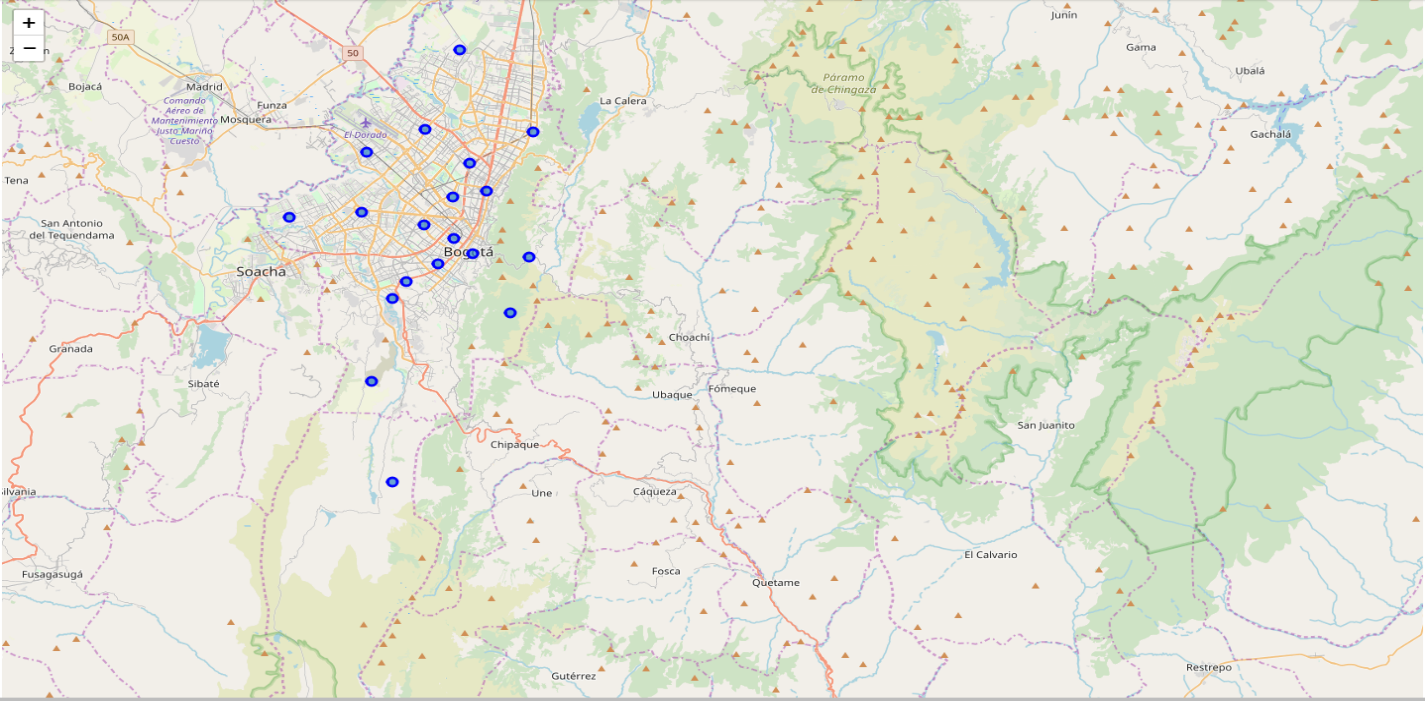 +
−
50A
50
Junín
Gama
Ubalá
Gachalá
Páramo
de Chingaza
La Calera
Bojacá
Madrid
Funza
Mosquera
Comando
Aéreo de
Mantenimiento
Justo Mariño
Cuesta
El Dorado
Tena
San Antonio
del Tequendama
Soacha
Bogotá
Granada
Sibaté
Choachí
Ubaque
Fómeque
San Juanito
Chipaque
Une
Cáqueza
Silvania
El Calvario
Fosca
Quetame
Fusagasugá
Gutiérrez
Restrepo